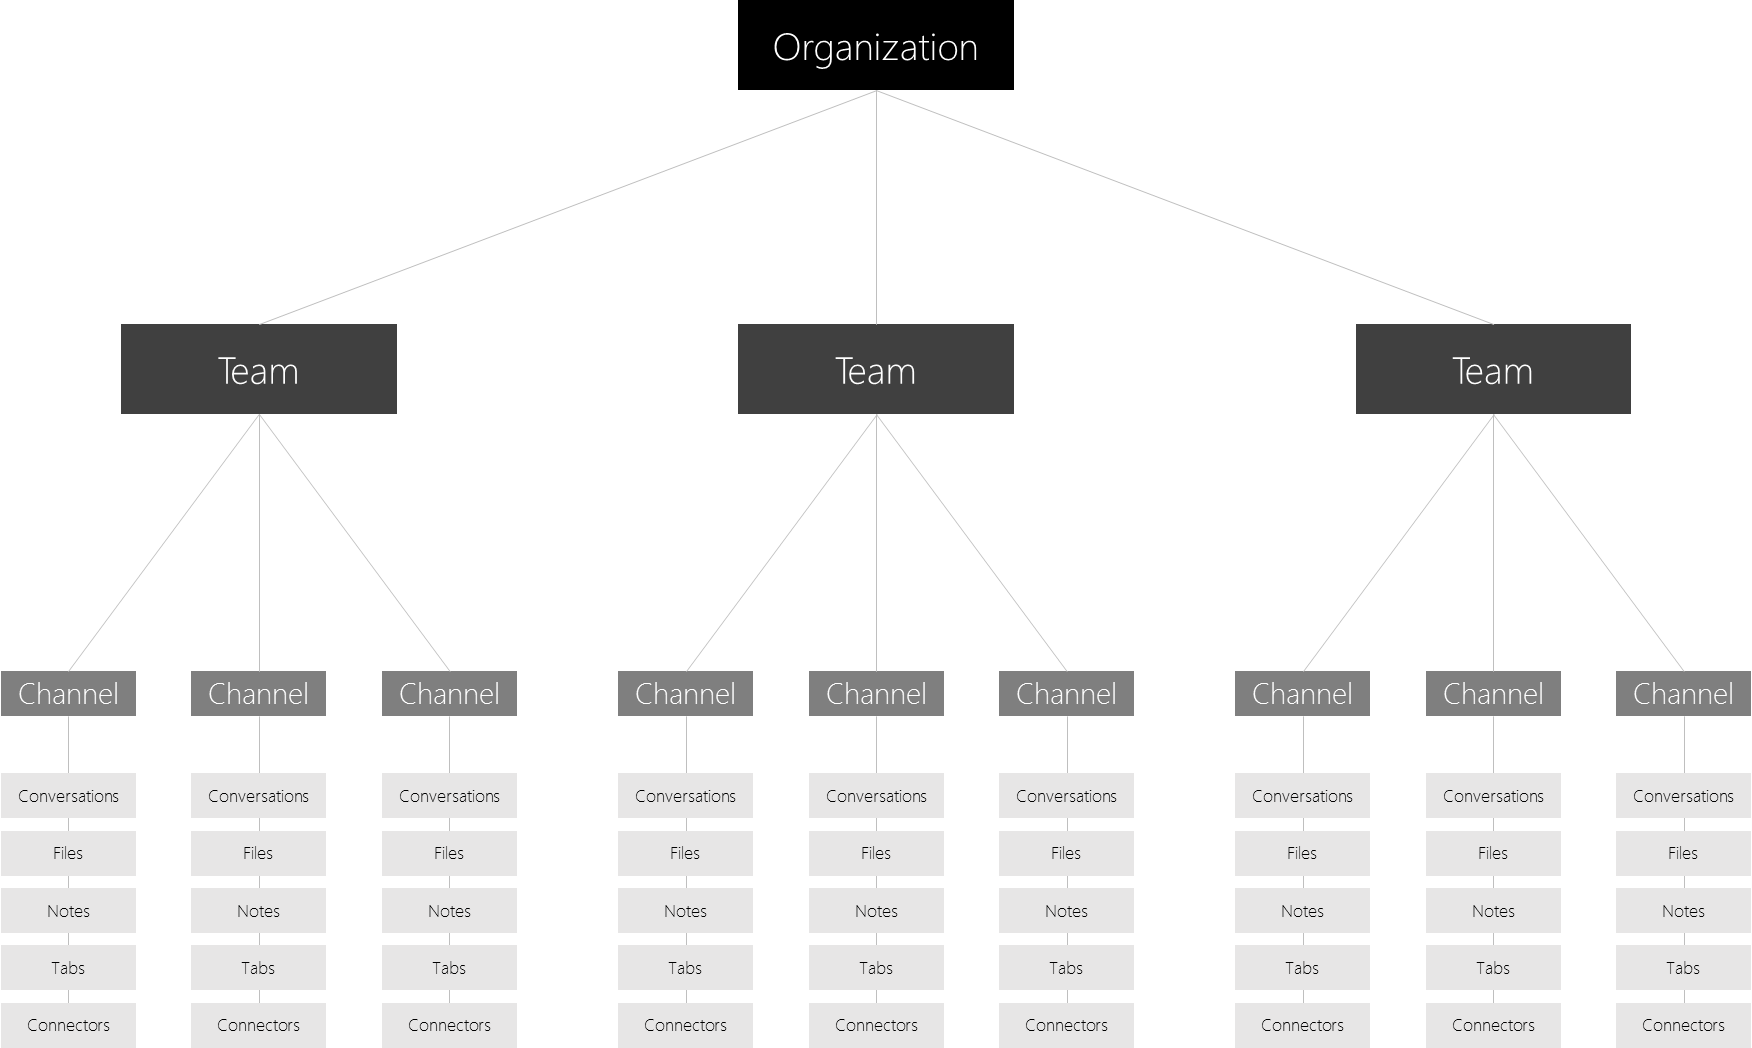 Organization
Team Team Team
Channel Channel Channel Channel Channel Channel Channel Channel Channel
Conversations Conversations Conversations Conversations Conversations Conversations Conversations Conversations Conversations
Files Files Files Files Files Files Files Files Files
Notes Notes Notes Notes Notes Notes Notes Notes Notes
Tabs Tabs Tabs Tabs Tabs Tabs Tabs Tabs Tabs
Connectors Connectors Connectors Connectors Connectors Connectors Connectors Connectors Connectors